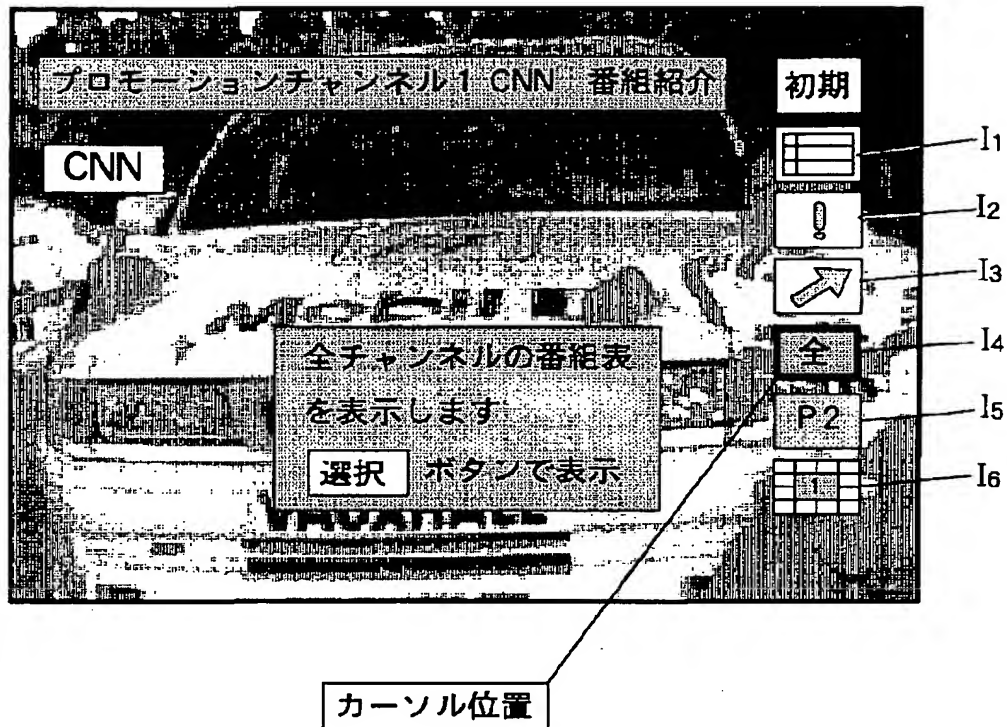 プロモーションチャンネル1 CNN 番組紹介
初期
CNN
I1
!
I2
I3
全チャンネルの番組表
を表示します
選択 ボタンで表示
全
I4
P2
I5
1
I6
VAUXHALL
カーソル位置